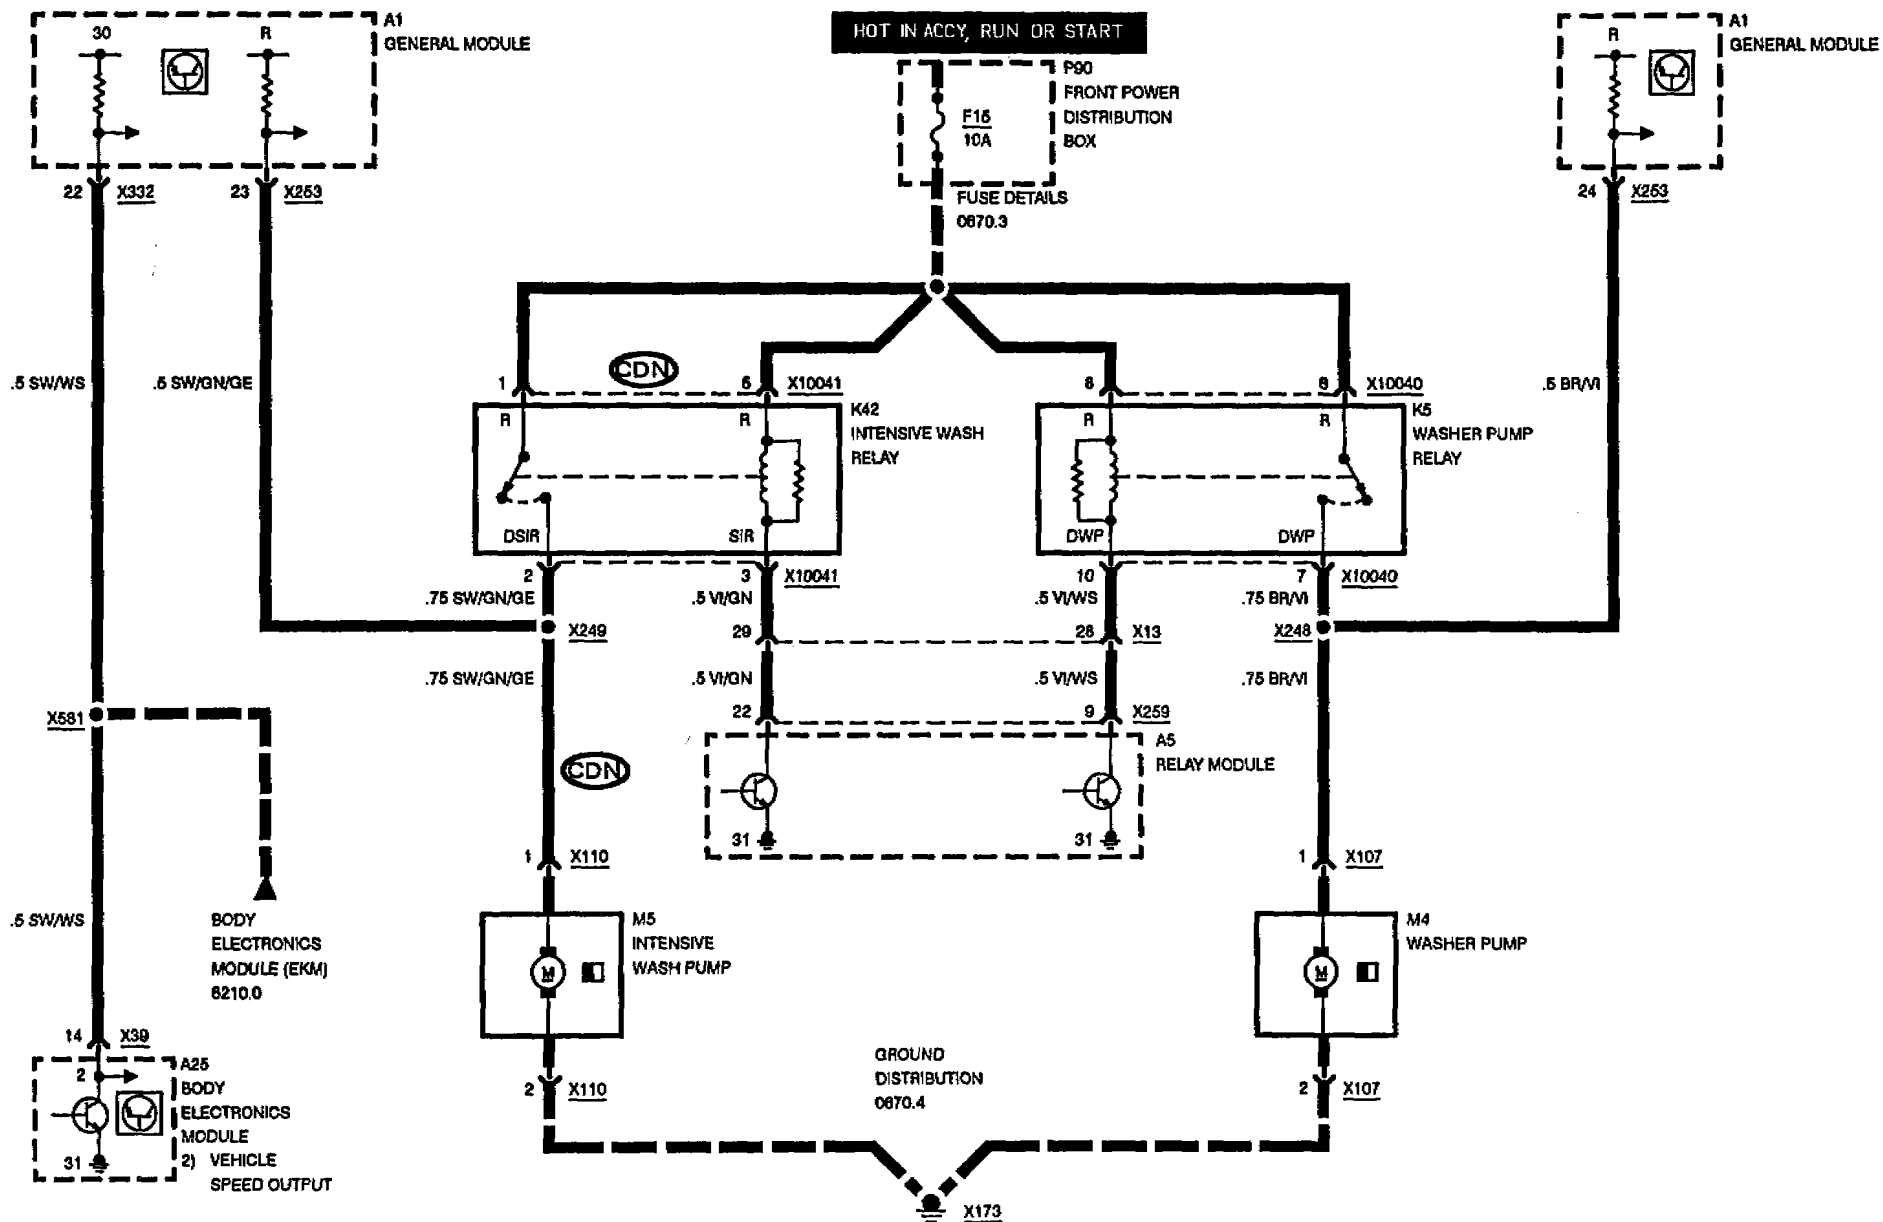 A1
GENERAL MODULE
30
R
22
X332
23
X253
HOT IN ACCY, RUN OR START
P90
FRONT POWER
DISTRIBUTION
BOX
F15
10A
FUSE DETAILS
0670.3
A1
GENERAL MODULE
R
24
X253
.5 SW/WS
.5 SW/GN/GE
.5 BR/VI
CDN
1
5
X10041
8
6
X10040
R
R
K42
INTENSIVE WASH
RELAY
R
R
K5
WASHER PUMP
RELAY
DSIR
SIR
DWP
DWP
2
3
X10041
10
7
X10040
.75 SW/GN/GE
.5 VI/GN
.5 VI/WS
.75 BR/VI
X249
29
28
X13
X248
.75 SW/GN/GE
.5 VI/GN
.5 VI/WS
.75 BR/VI
X581
22
9
X259
A5
RELAY MODULE
CDN
31
31
1
X110
1
X107
.5 SW/WS
BODY
ELECTRONICS
MODULE (EKM)
6210.0
M5
INTENSIVE
WASH PUMP
M
M4
WASHER PUMP
M
14
X39
A25
BODY
ELECTRONICS
MODULE
2) VEHICLE
SPEED OUTPUT
2
31
2
X110
GROUND
DISTRIBUTION
0670.4
2
X107
X173